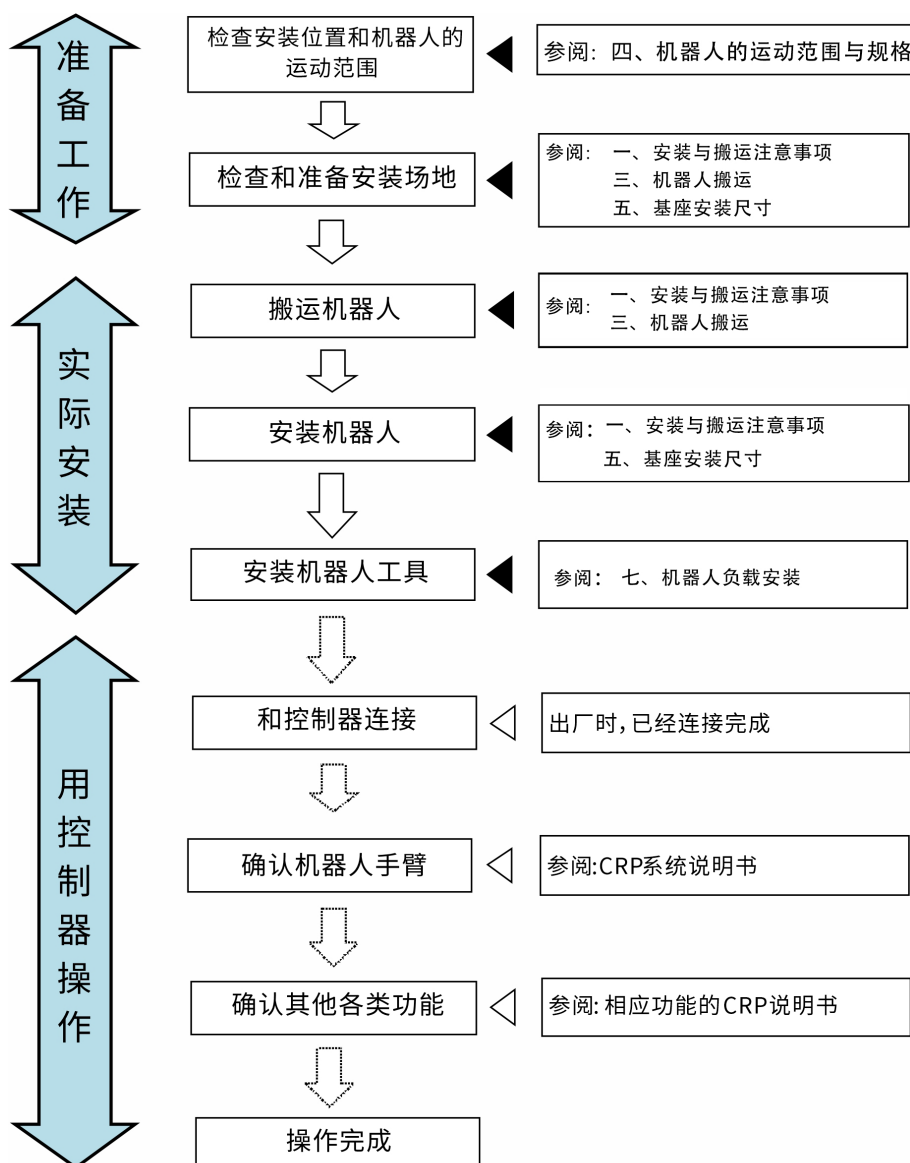 准备工作
检查安装位置和机器人的
运动范围
参阅: 四、机器人的运动范围与规格
检查和准备安装场地
参阅: 一、安装与搬运注意事项
三、机器人搬运
五、基座安装尺寸
实际安装
搬运机器人
参阅: 一、安装与搬运注意事项
三、机器人搬运
安装机器人
参阅: 一、安装与搬运注意事项
五、基座安装尺寸
安装机器人工具
参阅: 七、机器人负载安装
用控制器操作
和控制器连接
出厂时,已经连接完成
确认机器人手臂
参阅:CRP系统说明书
确认其他各类功能
参阅: 相应功能的CRP说明书
操作完成